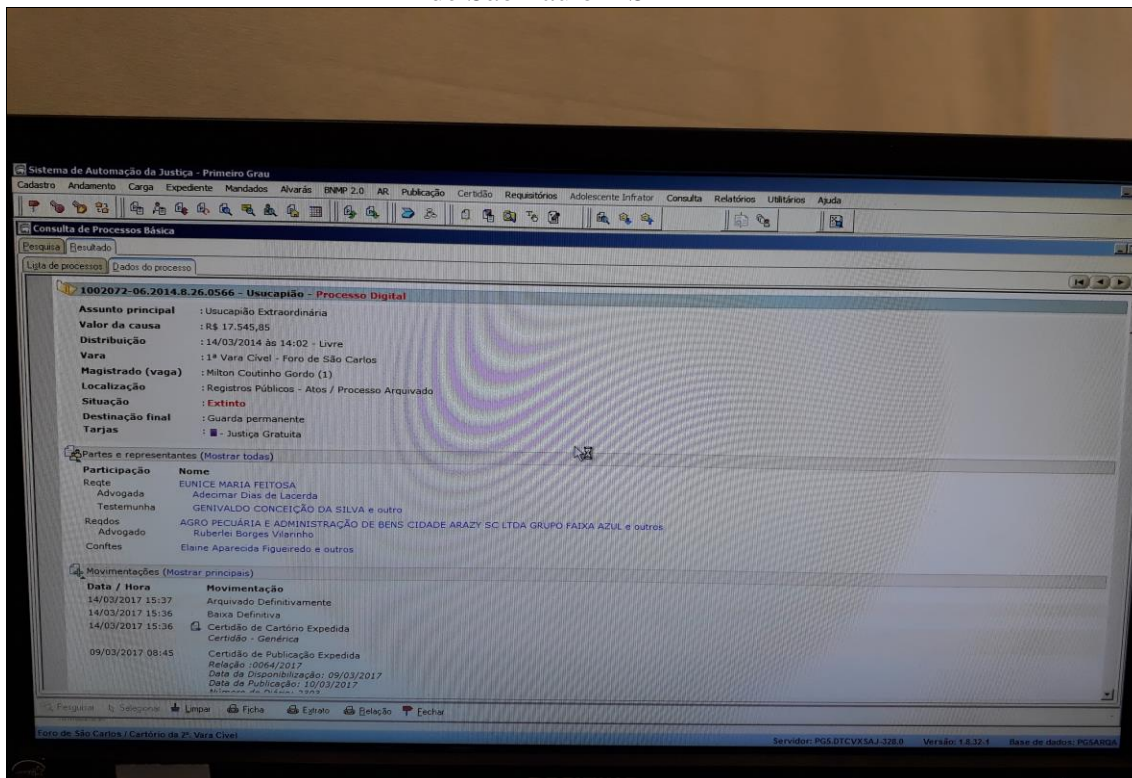 Sistema de Automação da Justiça - Primeiro Grau
Cadastro Andamento Carga Expediente Mandados Alvarás BNMP 2.0 AR Publicação Certidão Requisitórios Adolescente Infrator Consulta Relatórios Utilitários Ajuda
Consulta de Processos Básica
Pesquisa Resultado
Lista de processos Dados do processo
1002072-06.2014.8.26.0566 - Usucapião - Processo Digital
Assunto principal : Usucapião Extraordinária
Valor da causa : R$ 17.545,85
Distribuição : 14/03/2014 às 14:02 - Livre
Vara : 1ª Vara Cível - Foro de São Carlos
Magistrado (vaga) : Milton Coutinho Gordo (1)
Localização : Registros Públicos - Atos / Processo Arquivado
Situação : Extinto
Destinação final : Guarda permanente
Tarjas : - Justiça Gratuita
Partes e representantes (Mostrar todas)
Participação Nome
Reqte EUNICE MARIA FEITOSA
Advogada Adecimar Dias de Lacerda
Testemunha GENIVALDO CONCEIÇÃO DA SILVA e outro
Reqdos AGRO PECUÁRIA E ADMINISTRAÇÃO DE BENS CIDADE ARAZY SC LTDA GRUPO FAIXA AZUL e outros
Advogado Ruberlei Borges Vilarinho
Conftes Elaine Aparecida Figueiredo e outros
Movimentações (Mostrar principais)
Data / Hora Movimentação
14/03/2017 15:37 Arquivado Definitivamente
14/03/2017 15:36 Baixa Definitiva
14/03/2017 15:36 Certidão de Cartório Expedida
Certidão - Genérica
09/03/2017 08:45 Certidão de Publicação Expedida
Relação :0064/2017
Data da Disponibilização: 09/03/2017
Data da Publicação: 10/03/2017
Pesquisar Selecionar Limpar Ficha Extrato Relação Fechar
Foro de São Carlos / Cartório da 2ª. Vara Cível Servidor: PG5.DTCVXSAJ-328.0 Versão: 1.8.32-1 Base de dados: PG5ARQA